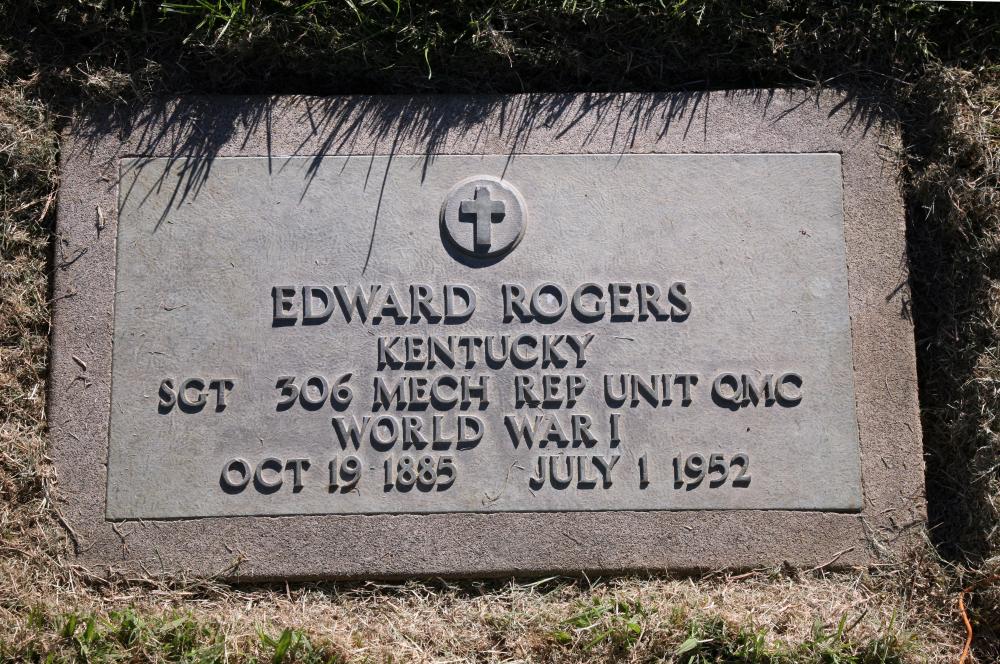 EDWARD ROGERS
KENTUCKY
SGT 306 MECH REP UNIT QMC
WORLD WAR I
OCT 19 1885 JULY 1 1952